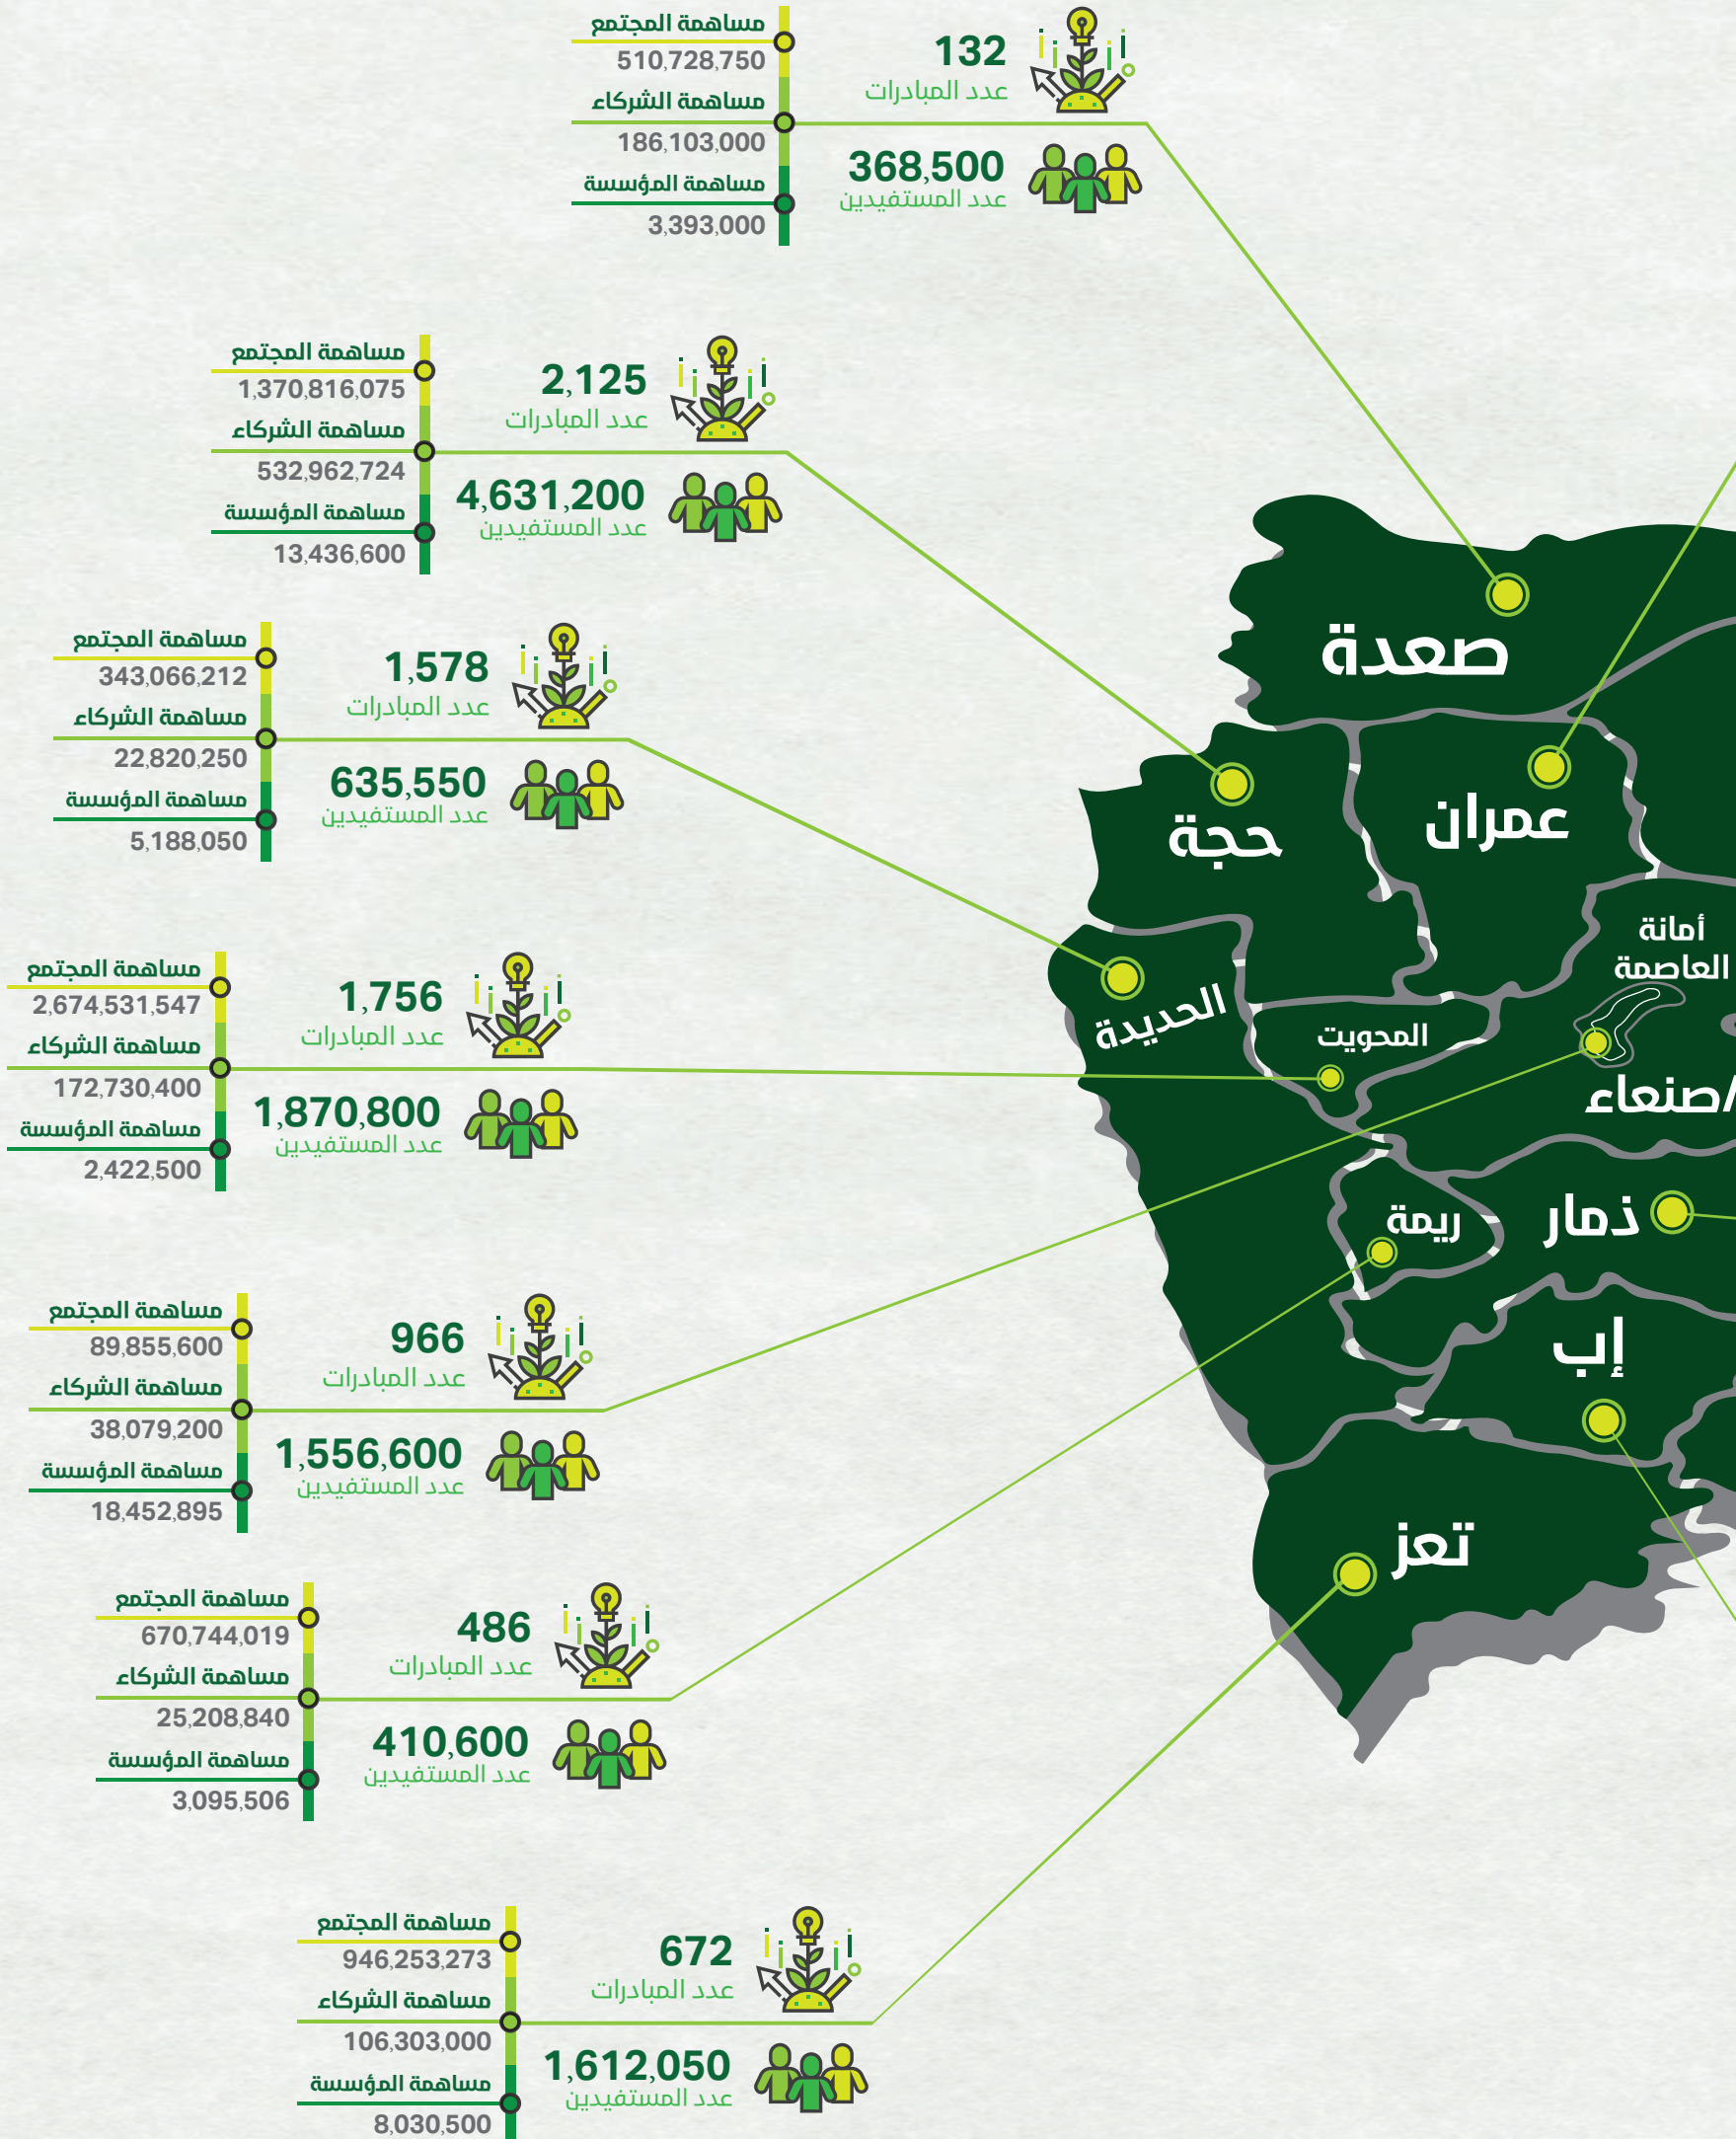 132
عدد المبادرات
368,500
عدد المستفيدين
مساهمة المجتمع
510,728,750
مساهمة الشركاء
186,103,000
مساهمة المؤسسة
3,393,000
2,125
عدد المبادرات
4,631,200
عدد المستفيدين
مساهمة المجتمع
1,370,816,075
مساهمة الشركاء
532,962,724
مساهمة المؤسسة
13,436,600
1,578
عدد المبادرات
635,550
عدد المستفيدين
مساهمة المجتمع
343,066,212
مساهمة الشركاء
22,820,250
مساهمة المؤسسة
5,188,050
1,756
عدد المبادرات
1,870,800
عدد المستفيدين
مساهمة المجتمع
2,674,531,547
مساهمة الشركاء
172,730,400
مساهمة المؤسسة
2,422,500
966
عدد المبادرات
1,556,600
عدد المستفيدين
مساهمة المجتمع
89,855,600
مساهمة الشركاء
38,079,200
مساهمة المؤسسة
18,452,895
486
عدد المبادرات
410,600
عدد المستفيدين
مساهمة المجتمع
670,744,019
مساهمة الشركاء
25,208,840
مساهمة المؤسسة
3,095,506
672
عدد المبادرات
1,612,050
عدد المستفيدين
مساهمة المجتمع
946,253,273
مساهمة الشركاء
106,303,000
مساهمة المؤسسة
8,030,500
صعدة
عمران
حجة
أمانة
العاصمة
الحديدة
المحويت
/صنعاء
ذمار
ريمة
إب
تعز